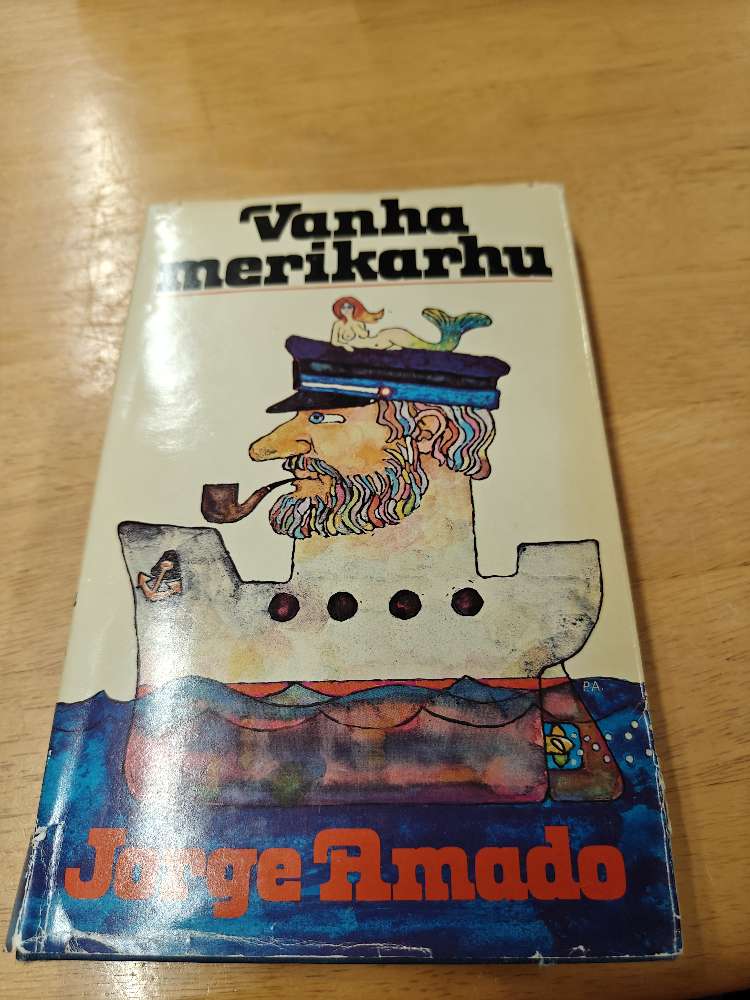 Vanha
merikarhu
P.A.
Jorge Amado